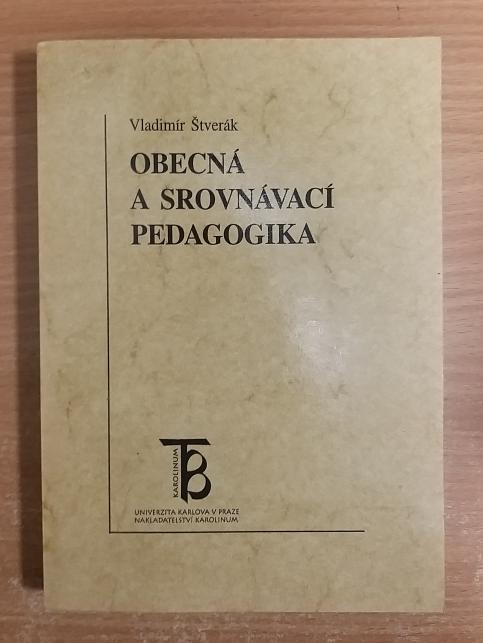 Vladimír Štverák
OBECNÁ
A SROVNÁVACÍ
PEDAGOGIKA
KAROLINUM
UNIVERZITA KARLOVA V PRAZE
NAKLADATELSTVÍ KAROLINUM